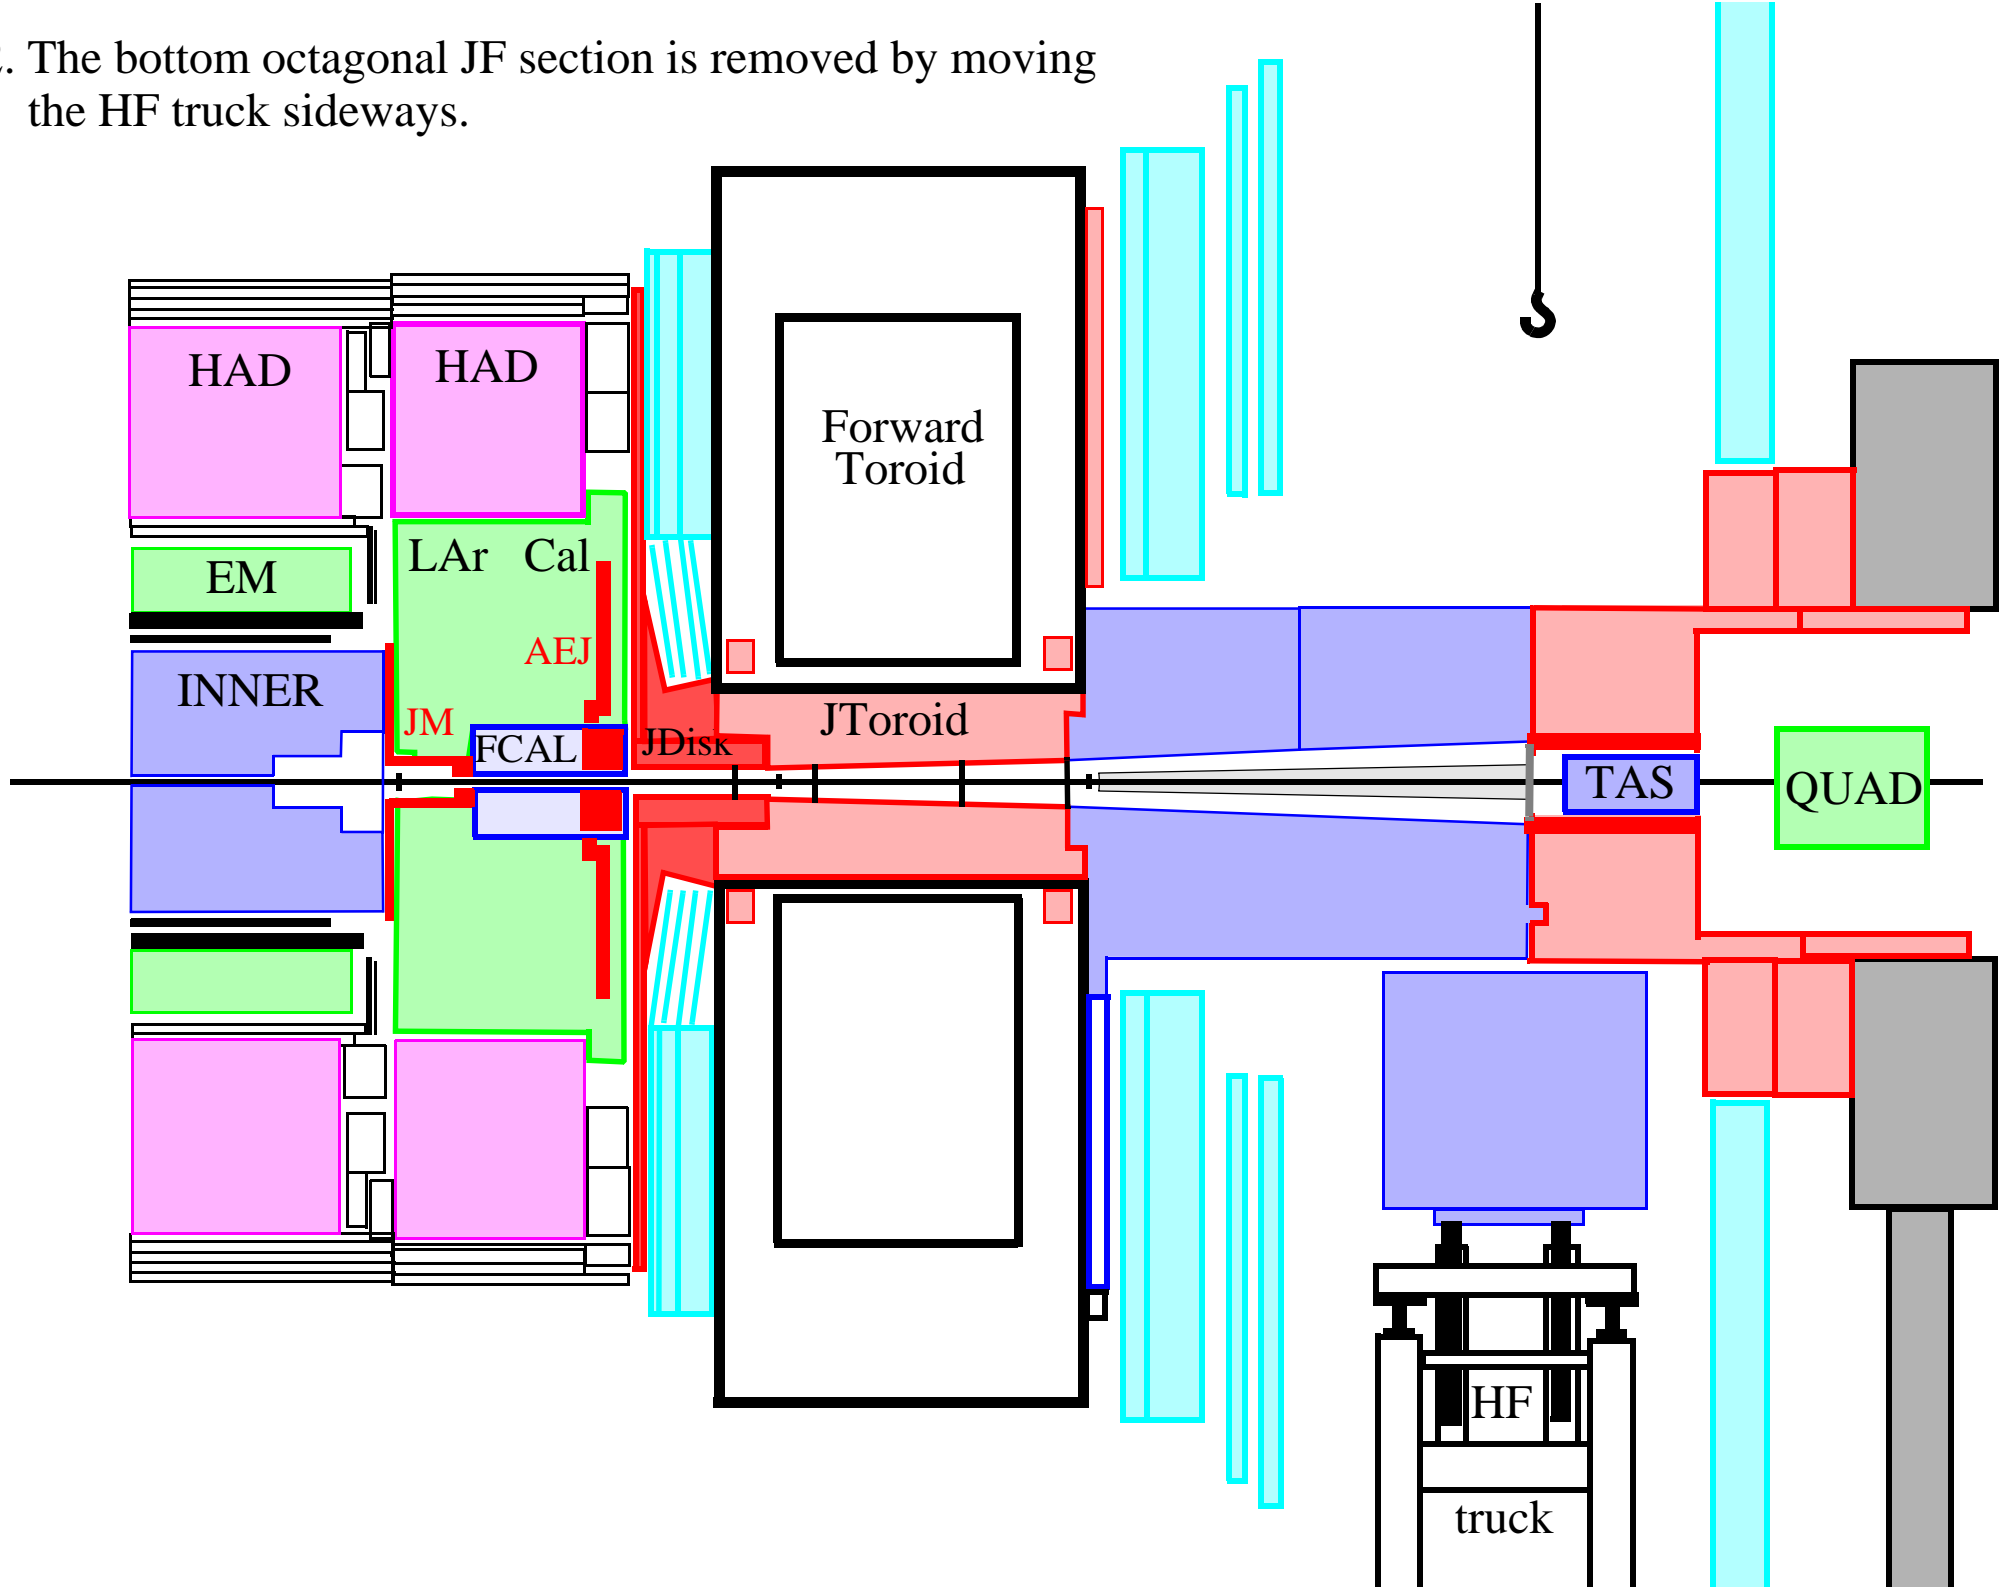 . The bottom octagonal JF section is removed by moving
the HF truck sideways.
HAD
HAD
Forward
Toroid
LAr Cal
EM
AEJ
INNER
JM
JToroid
FCAL
JDisk
TAS
QUAD
HF
truck